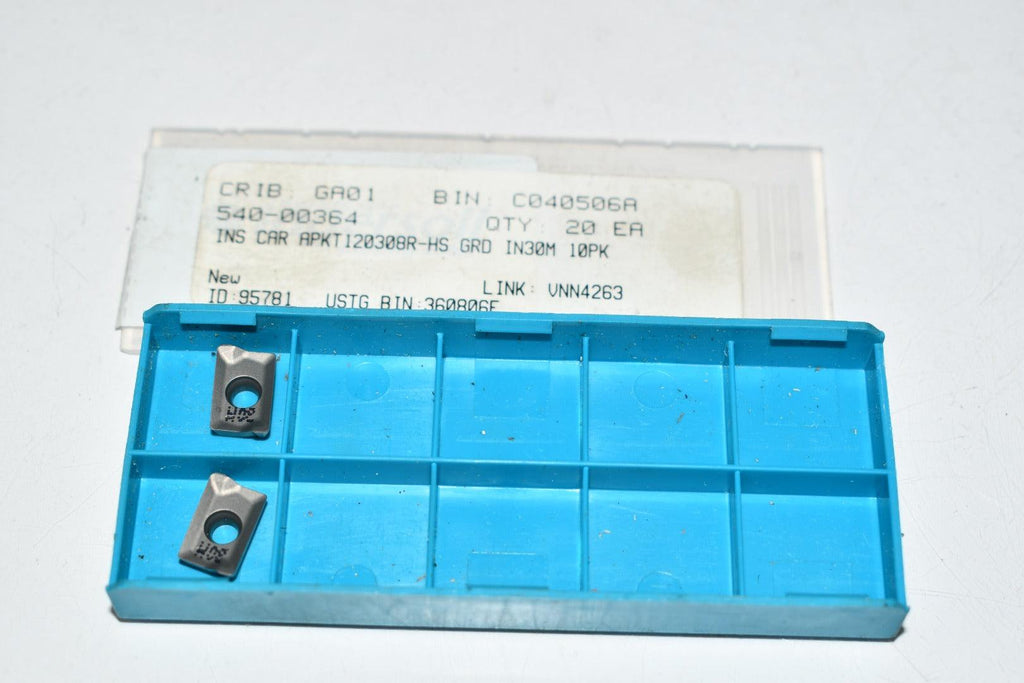 CRIB: GA01 BIN: C040506A
540-00364 QTY: 20 EA
INS CAR APKT120308R-HS GRD IN30M 10PK
New LINK: VNN4263
ID:95781 USTG BIN:360806E